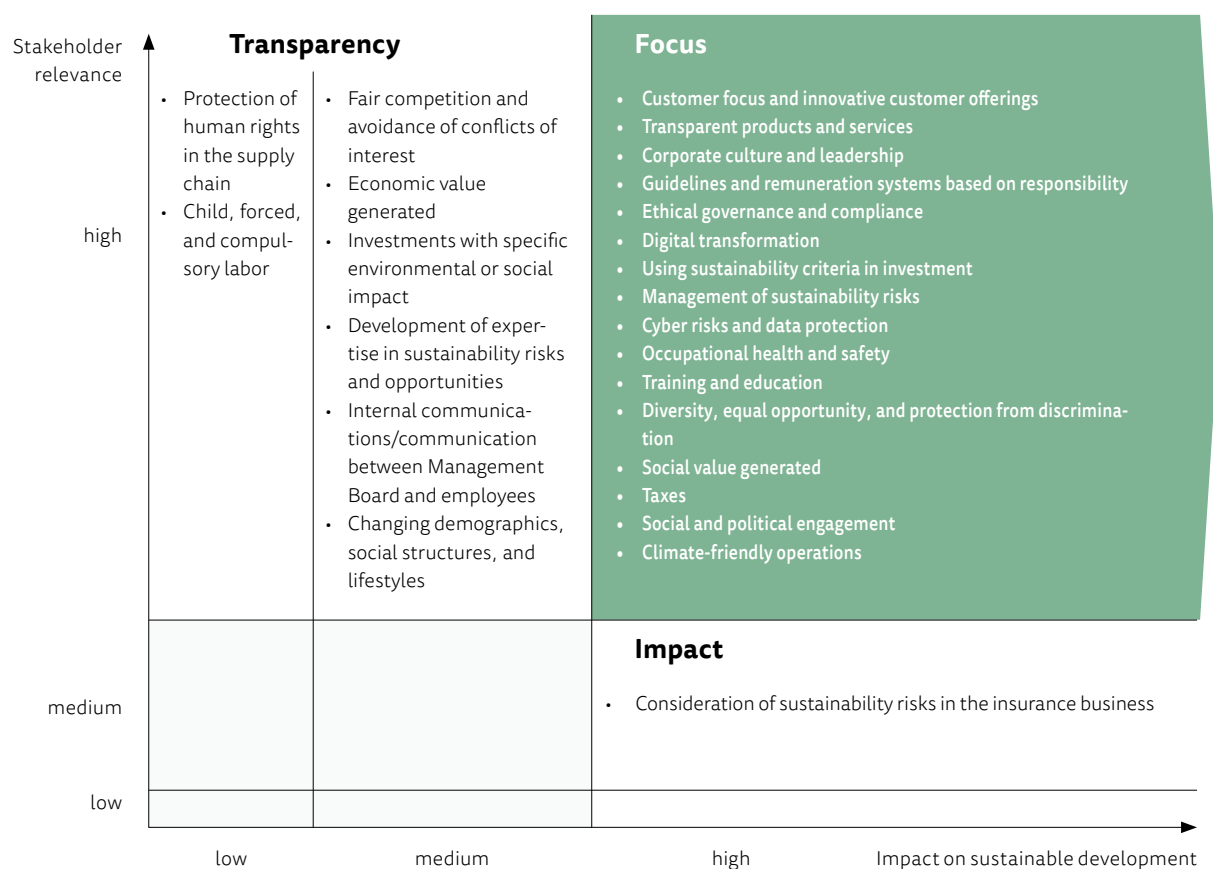 Stakeholder
relevance
Transparency
• Protection of
human rights
in the supply
chain
• Child, forced,
and compul-
sory labor
• Fair competition and
avoidance of conflicts of
interest
• Economic value
generated
• Investments with specific
environmental or social
impact
• Development of exper-
tise in sustainability risks
and opportunities
• Internal communica-
tions/communication
between Management
Board and employees
• Changing demographics,
social structures, and
lifestyles
Focus
• Customer focus and innovative customer offerings
• Transparent products and services
• Corporate culture and leadership
• Guidelines and remuneration systems based on responsibility
• Ethical governance and compliance
• Digital transformation
• Using sustainability criteria in investment
• Management of sustainability risks
• Cyber risks and data protection
• Occupational health and safety
• Training and education
• Diversity, equal opportunity, and protection from discrimina-
tion
• Social value generated
• Taxes
• Social and political engagement
• Climate-friendly operations
high
Impact
• Consideration of sustainability risks in the insurance business
medium
low
low
medium
high
Impact on sustainable development